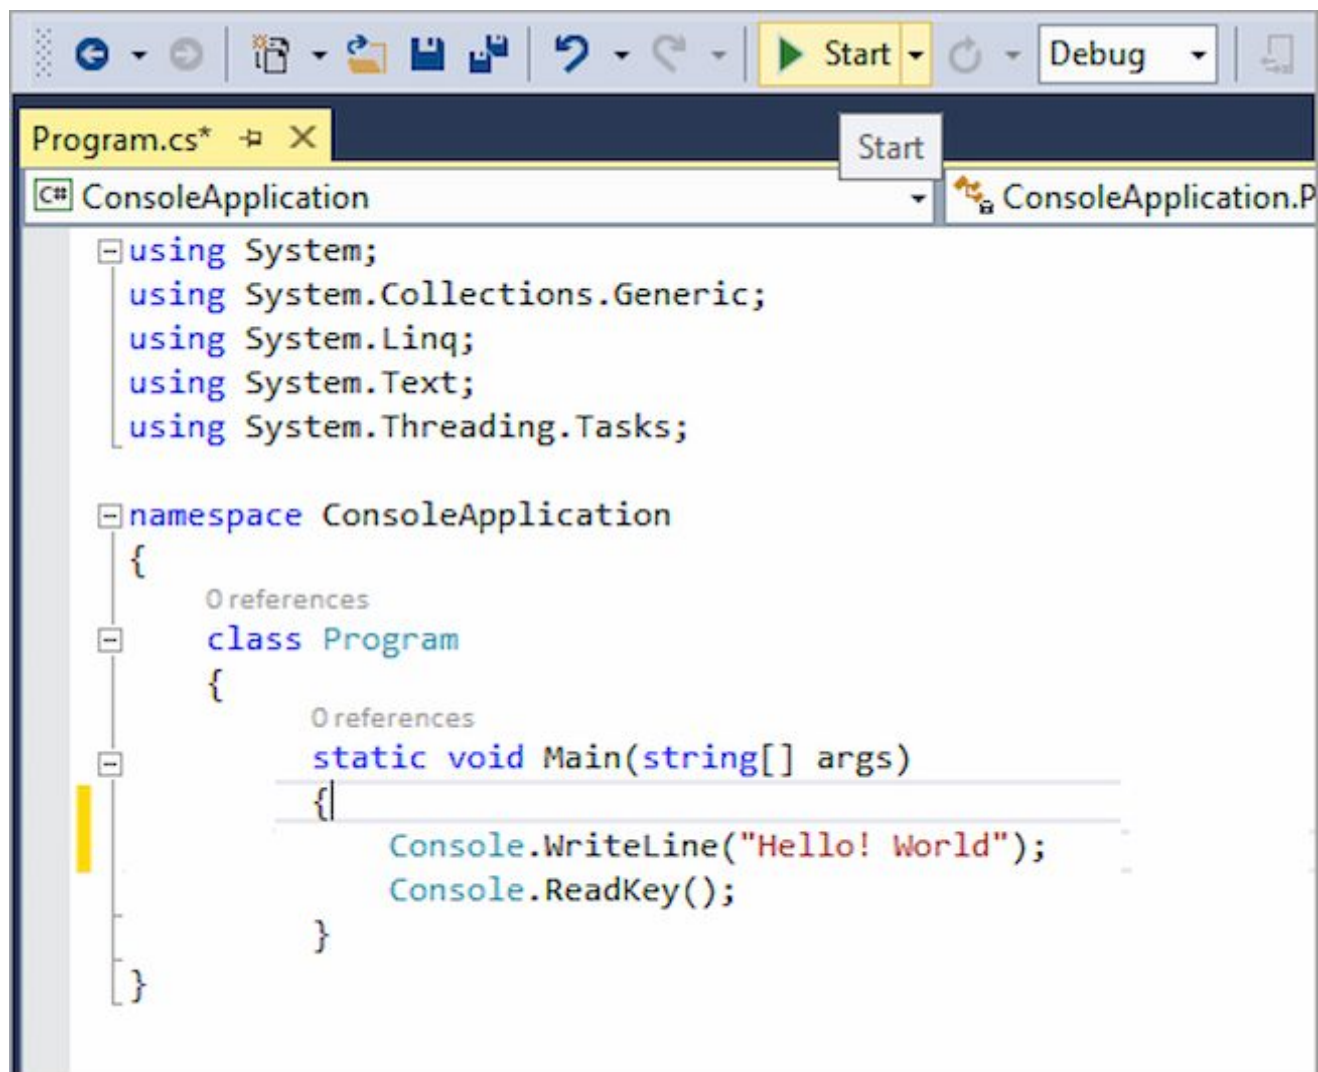 Start Debug
Program.cs*
Start
C# ConsoleApplication ConsoleApplication.P
using System;
using System.Collections.Generic;
using System.Linq;
using System.Text;
using System.Threading.Tasks;
namespace ConsoleApplication
{
0 references
class Program
{
0 references
static void Main(string[] args)
{
Console.WriteLine("Hello! World");
Console.ReadKey();
}
}